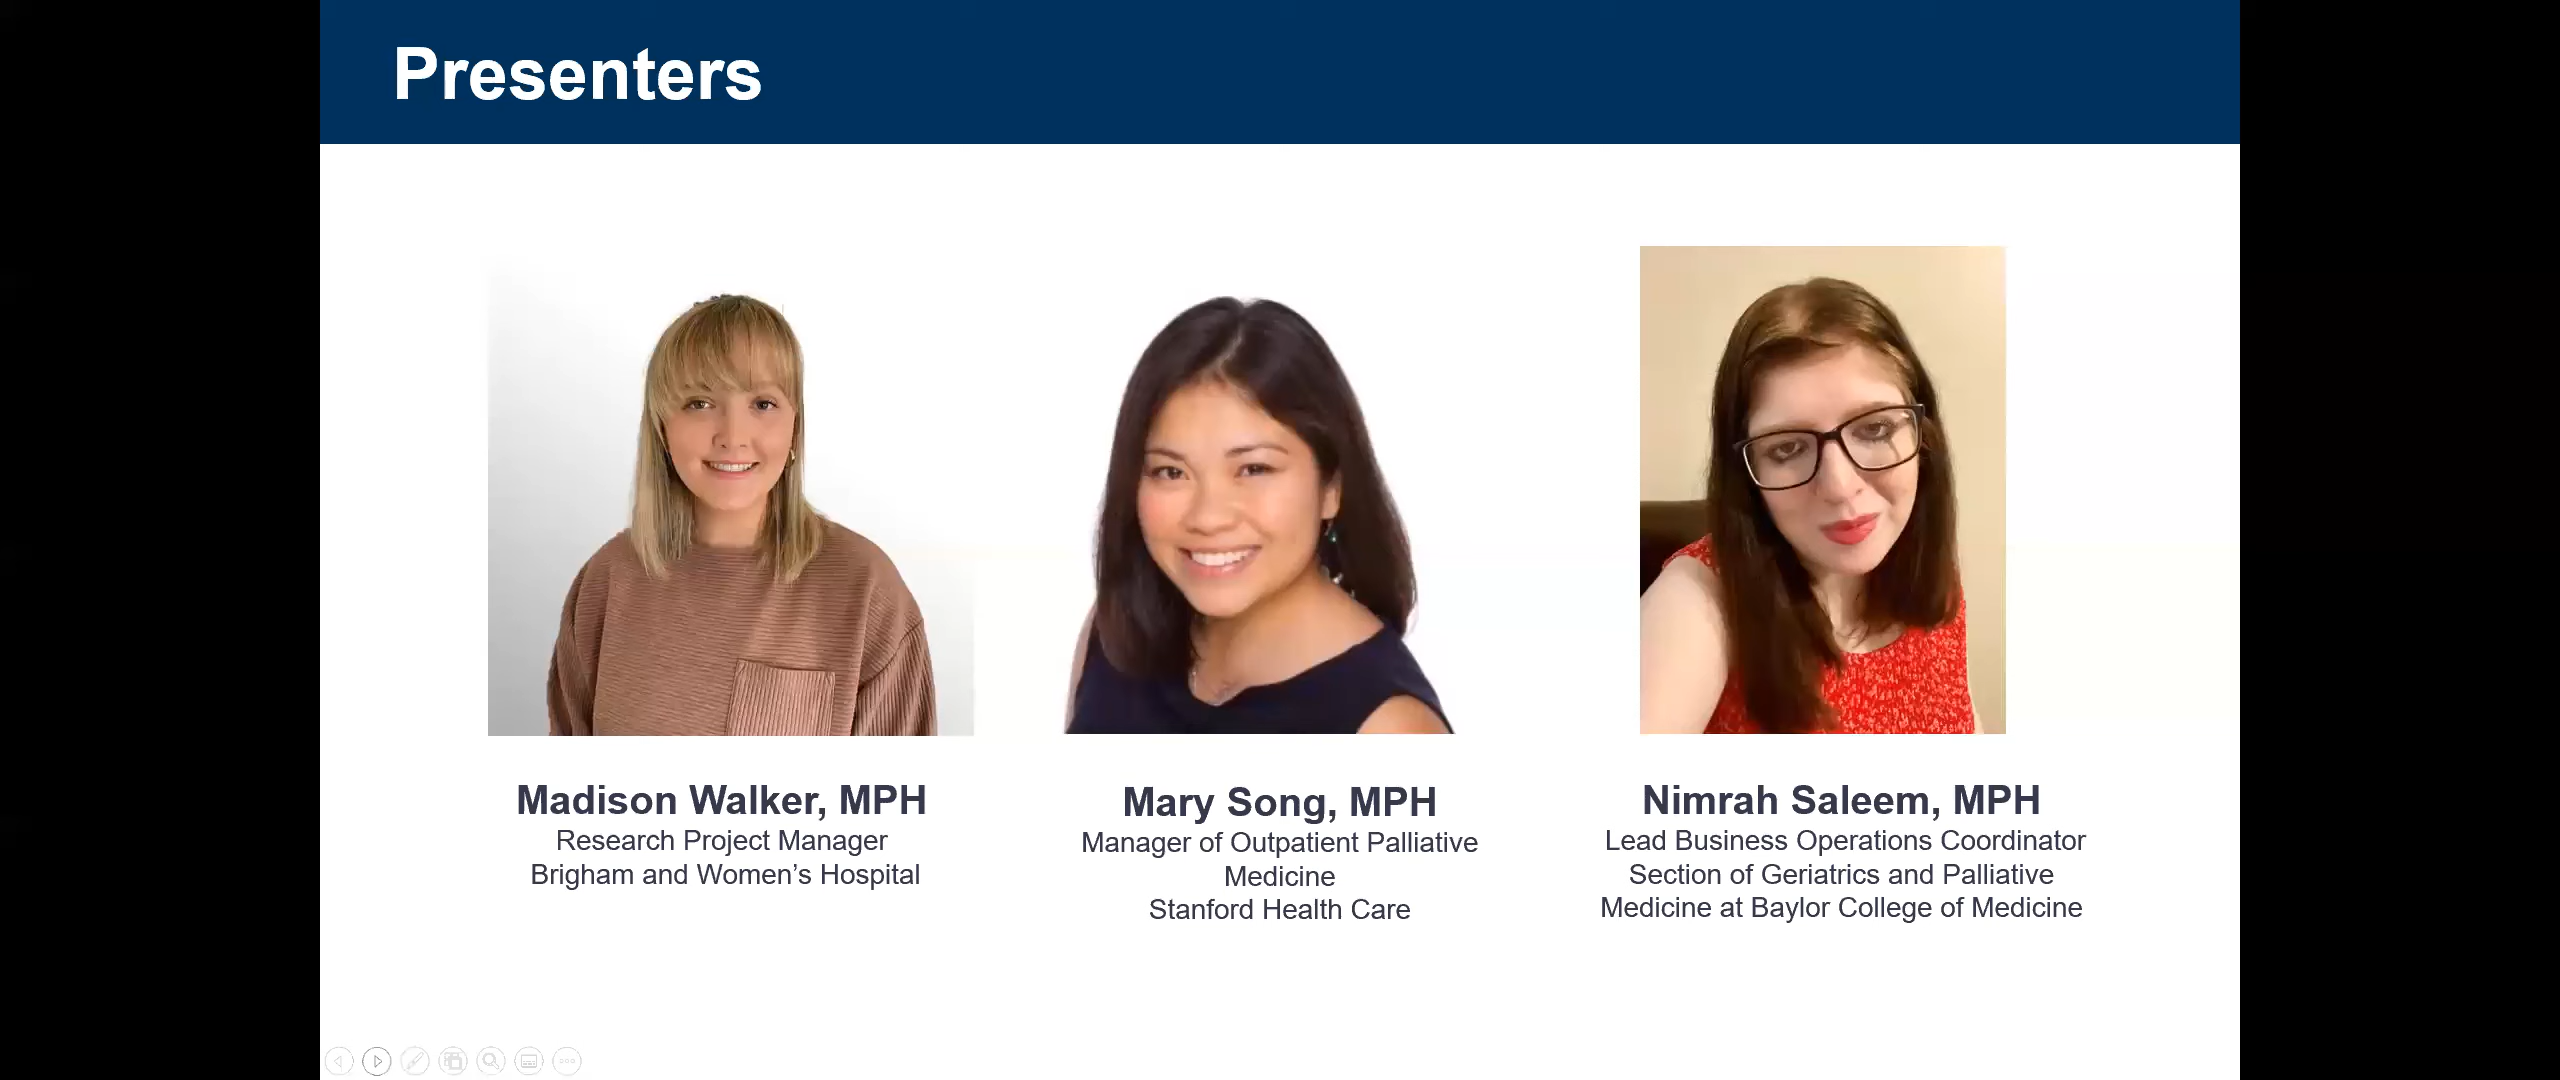 Presenters
Madison Walker, MPH
Research Project Manager
Brigham and Women’s Hospital
Mary Song, MPH
Manager of Outpatient Palliative
Medicine
Stanford Health Care
Nimrah Saleem, MPH
Lead Business Operations Coordinator
Section of Geriatrics and Palliative
Medicine at Baylor College of Medicine